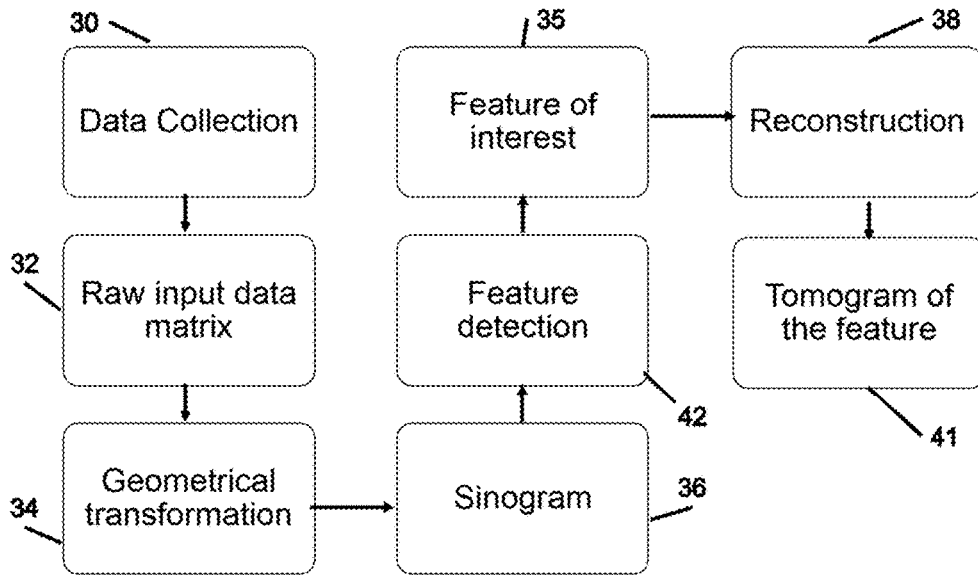 30
Data Collection
32
Raw input data
matrix
34
Geometrical
transformation
35
Feature of
interest
Feature
detection
42
Sinogram
36
38
Reconstruction
Tomogram of
the feature
41